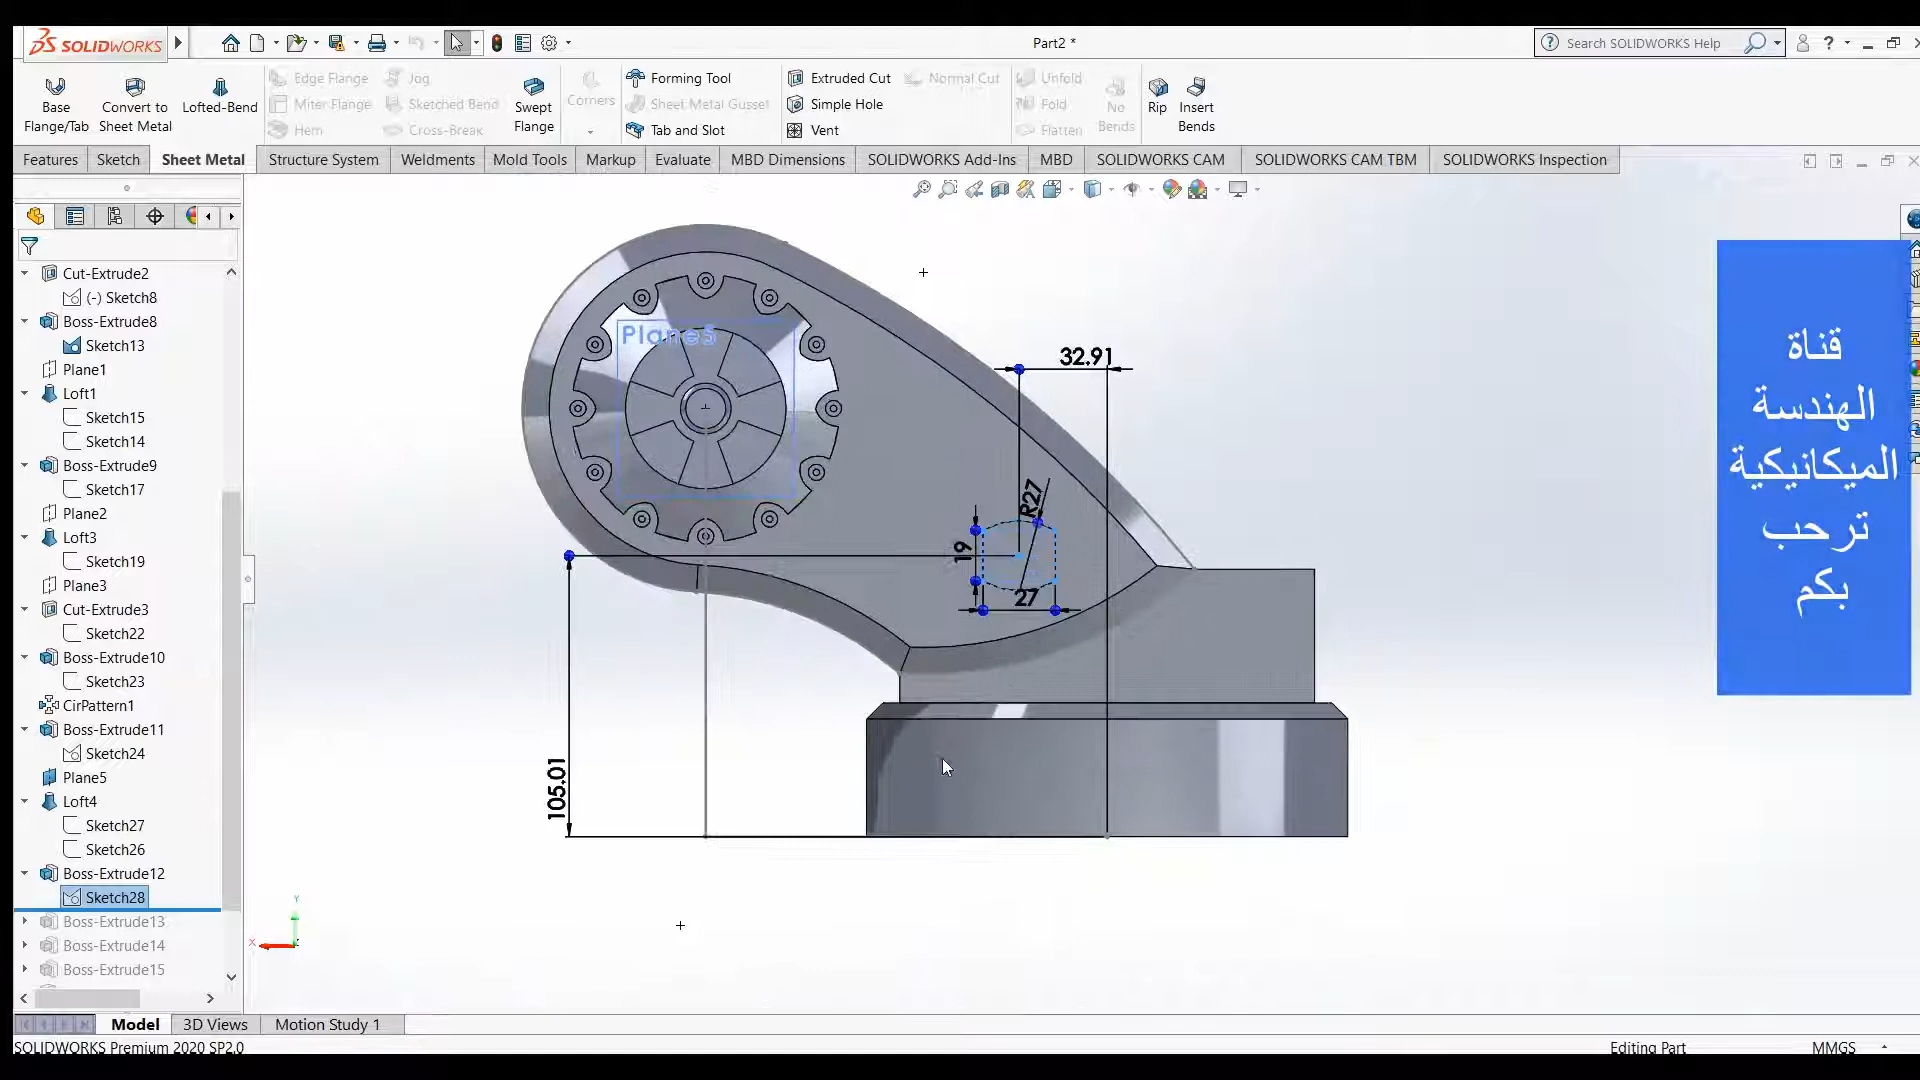 SOLIDWORKS
Part2 *
Search SOLIDWORKS Help
Base Flange/Tab
Convert to Sheet Metal
Lofted-Bend
Edge Flange
Miter Flange
Hem
Jog
Sketched Bend
Cross-Break
Swept Flange
Corners
Forming Tool
Sheet Metal Gusset
Tab and Slot
Extruded Cut
Simple Hole
Vent
Normal Cut
Unfold
Fold
Flatten
No Bends
Rip
Insert Bends
Features
Sketch
Sheet Metal
Structure System
Weldments
Mold Tools
Markup
Evaluate
MBD Dimensions
SOLIDWORKS Add-Ins
MBD
SOLIDWORKS CAM
SOLIDWORKS CAM TBM
SOLIDWORKS Inspection
Cut-Extrude2
(-) Sketch8
Boss-Extrude8
Sketch13
Plane1
Loft1
Sketch15
Sketch14
Boss-Extrude9
Sketch17
Plane2
Loft3
Sketch19
Plane3
Cut-Extrude3
Sketch22
Boss-Extrude10
Sketch23
CirPattern1
Boss-Extrude11
Sketch24
Plane5
Loft4
Sketch27
Sketch26
Boss-Extrude12
Sketch28
Boss-Extrude13
Boss-Extrude14
Boss-Extrude15
Plane5
32.91
R27
19
27
105.01
Y
X
قناة
الهندسة
الميكانيكية
ترحب
بكم
Model
3D Views
Motion Study 1
SOLIDWORKS Premium 2020 SP2.0
Editing Part
MMGS